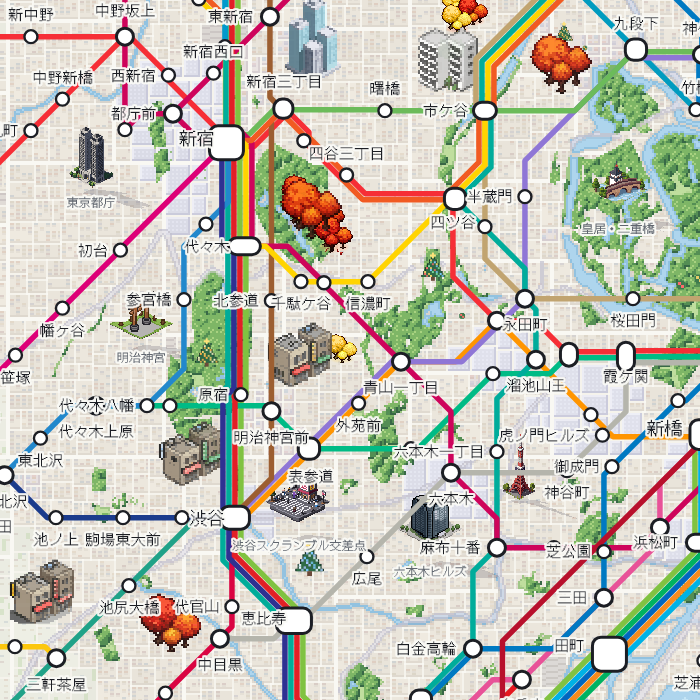 中野坂上
東新宿
新中野
九段下
新宿西口
中野新橋
西新宿
新宿三丁目
曙橋
都庁前
市ケ谷
新宿
四谷三丁目
半蔵門
東京都庁
四ツ谷
皇居・二重橋
代々木
初台
参宮橋
北参道
千駄ケ谷
信濃町
永田町
桜田門
幡ケ谷
明治神宮
笹塚
青山一丁目
溜池山王
霞ケ関
原宿
代々木八幡
代々木上原
明治神宮前
外苑前
虎ノ門ヒルズ
新橋
六本木一丁目
東北沢
表参道
御成門
神谷町
六本木
渋谷
池ノ上
駒場東大前
渋谷スクランブル交差点
麻布十番
芝公園
浜松町
広尾
六本木ヒルズ
池尻大橋
代官山
恵比寿
三田
中目黒
白金高輪
田町
三軒茶屋